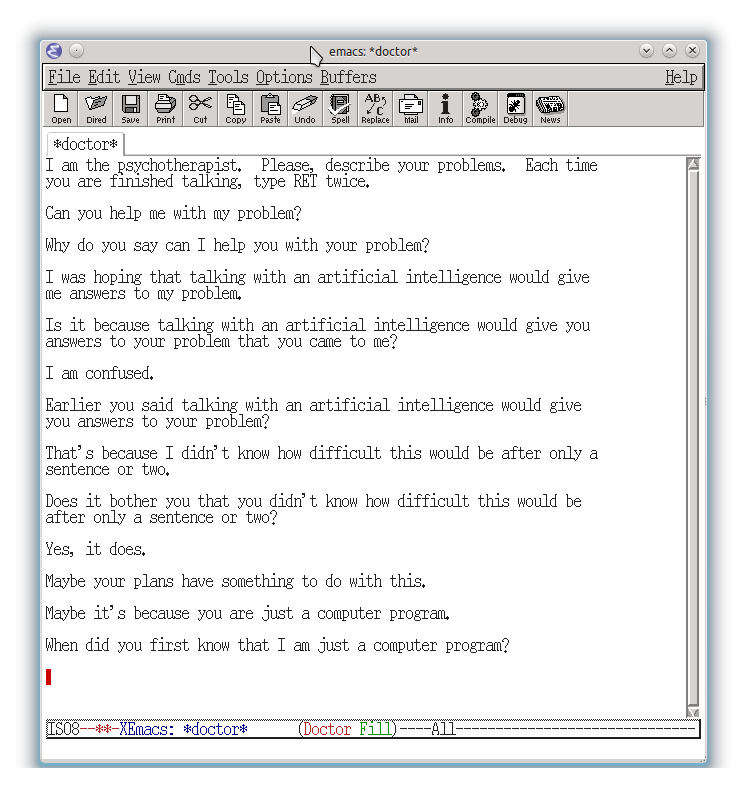 emacs: *doctor*
File Edit View Cmds Tools Options Buffers Help
Open Dired Save Print Cut Copy Paste Undo Spell Replace Mail Info Compile Debug News
*doctor*
I am the psychotherapist.  Please, describe your problems.  Each time
you are finished talking, type RET twice.
Can you help me with my problem?
Why do you say can I help you with your problem?
I was hoping that talking with an artificial intelligence would give
me answers to my problem.
Is it because talking with an artificial intelligence would give you
answers to your problem that you came to me?
I am confused.
Earlier you said talking with an artificial intelligence would give
you answers to your problem?
That's because I didn't know how difficult this would be after only a
sentence or two.
Does it bother you that you didn't know how difficult this would be
after only a sentence or two?
Yes, it does.
Maybe your plans have something to do with this.
Maybe it's because you are just a computer program.
When did you first know that I am just a computer program?
ISO8--**-XEmacs: *doctor*      (Doctor Fill)----All------------------------------